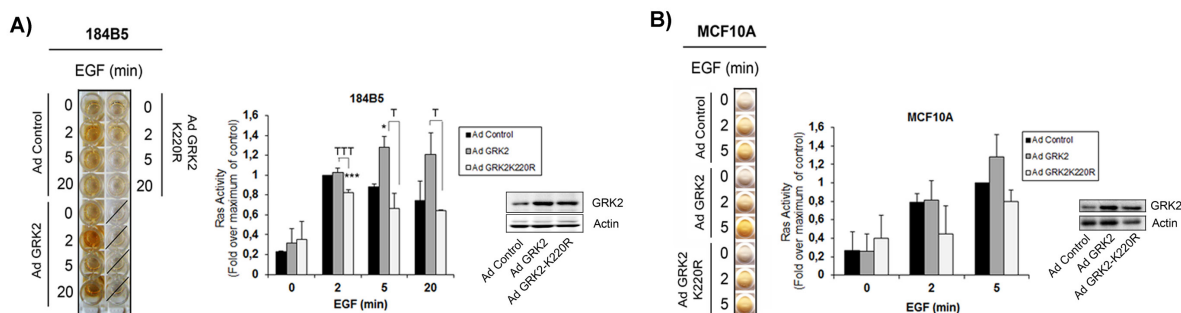 A)
184B5
EGF (min)
Ad Control
0
2
5
20
Ad GRK2
0
2
5
20
0
2
5
20
Ad GRK2
K220R
184B5
Ras Activity
(Fold over maximum of control)
1,6
1,4
1,2
1
0,8
0,6
0,4
0,2
0
TTT
***
*
T
T
0 2 5 20
EGF (min)
Ad Control
Ad GRK2
Ad GRK2K220R
GRK2
Actin
Ad Control
Ad GRK2
Ad GRK2-K220R
B)
MCF10A
EGF (min)
Ad Control
0
2
5
Ad GRK2
0
2
5
Ad GRK2
K220R
0
2
5
MCF10A
Ras Activity
(Fold over maximum of control)
1,6
1,4
1,2
1
0,8
0,6
0,4
0,2
0
0 2 5
EGF (min)
Ad Control
Ad GRK2
Ad GRK2K220R
GRK2
Actin
Ad Control
Ad GRK2
Ad GRK2-K220R